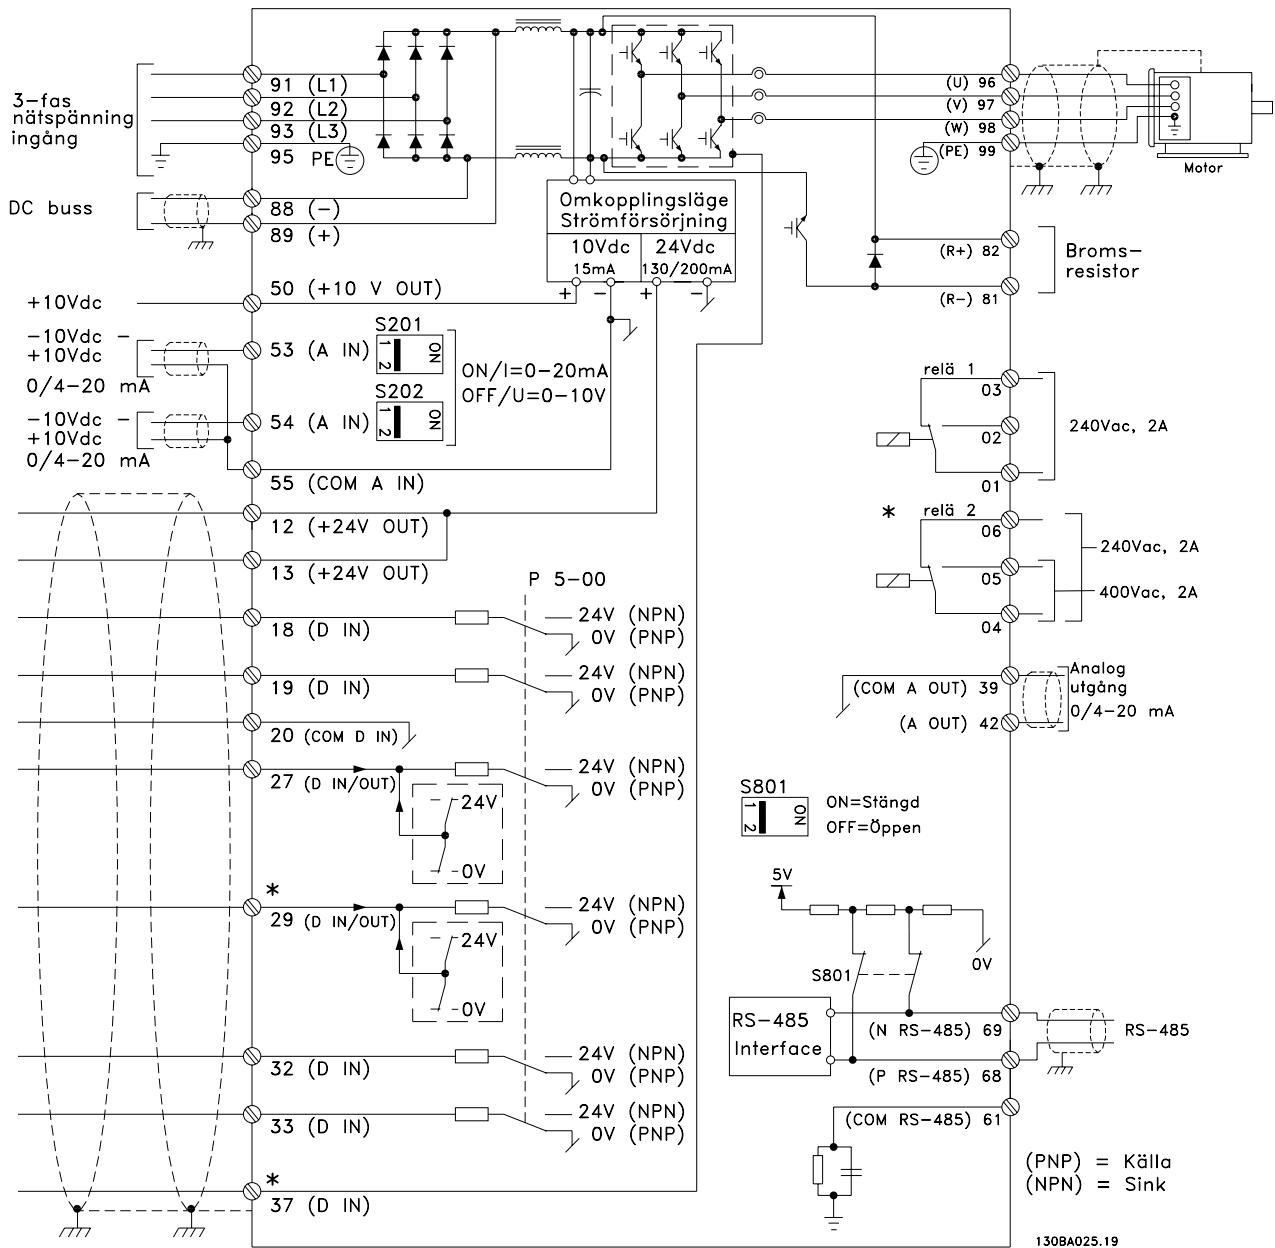 3-fas
nätspänning
ingång
91 (L1)
92 (L2)
93 (L3)
95 PE
DC buss
88 (-)
89 (+)
+10Vdc
50 (+10 V OUT)
-10Vdc -
+10Vdc
0/4-20 mA
53 (A IN)
S201
1
2
ON
-10Vdc -
+10Vdc
0/4-20 mA
54 (A IN)
S202
1
2
ON
ON/I=0-20mA
OFF/U=0-10V
55 (COM A IN)
12 (+24V OUT)
13 (+24V OUT)
P 5-00
18 (D IN)
24V (NPN)
0V (PNP)
19 (D IN)
24V (NPN)
0V (PNP)
20 (COM D IN)
27 (D IN/OUT)
24V (NPN)
0V (PNP)
24V
0V
*
29 (D IN/OUT)
24V (NPN)
0V (PNP)
24V
0V
32 (D IN)
24V (NPN)
0V (PNP)
33 (D IN)
24V (NPN)
0V (PNP)
*
37 (D IN)
Omkopplingsläge
Strömförsörjning
10Vdc
15mA
24Vdc
130/200mA
+ - + -
(U) 96
(V) 97
(W) 98
(PE) 99
Motor
(R+) 82
(R-) 81
Broms-
resistor
relä 1
03
02
01
240Vac, 2A
* relä 2
06
05
04
240Vac, 2A
400Vac, 2A
(COM A OUT) 39
(A OUT) 42
Analog
utgång
0/4-20 mA
S801
1
2
ON
ON=Stängd
OFF=Öppen
5V
0V
S801
RS-485
Interface
(N RS-485) 69
(P RS-485) 68
(COM RS-485) 61
RS-485
(PNP) = Källa
(NPN) = Sink
130BA025.19